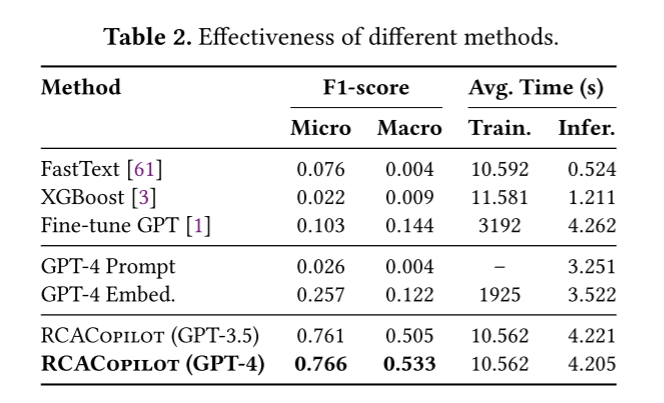 Table 2. Effectiveness of different methods.
Method F1-score Avg. Time (s)
Micro Macro Train. Infer.
FastText [61] 0.076 0.004 10.592 0.524
XGBoost [3] 0.022 0.009 11.581 1.211
Fine-tune GPT [1] 0.103 0.144 3192 4.262
GPT-4 Prompt 0.026 0.004 – 3.251
GPT-4 Embed. 0.257 0.122 1925 3.522
RCACopilot (GPT-3.5) 0.761 0.505 10.562 4.221
RCACopilot (GPT-4) 0.766 0.533 10.562 4.205